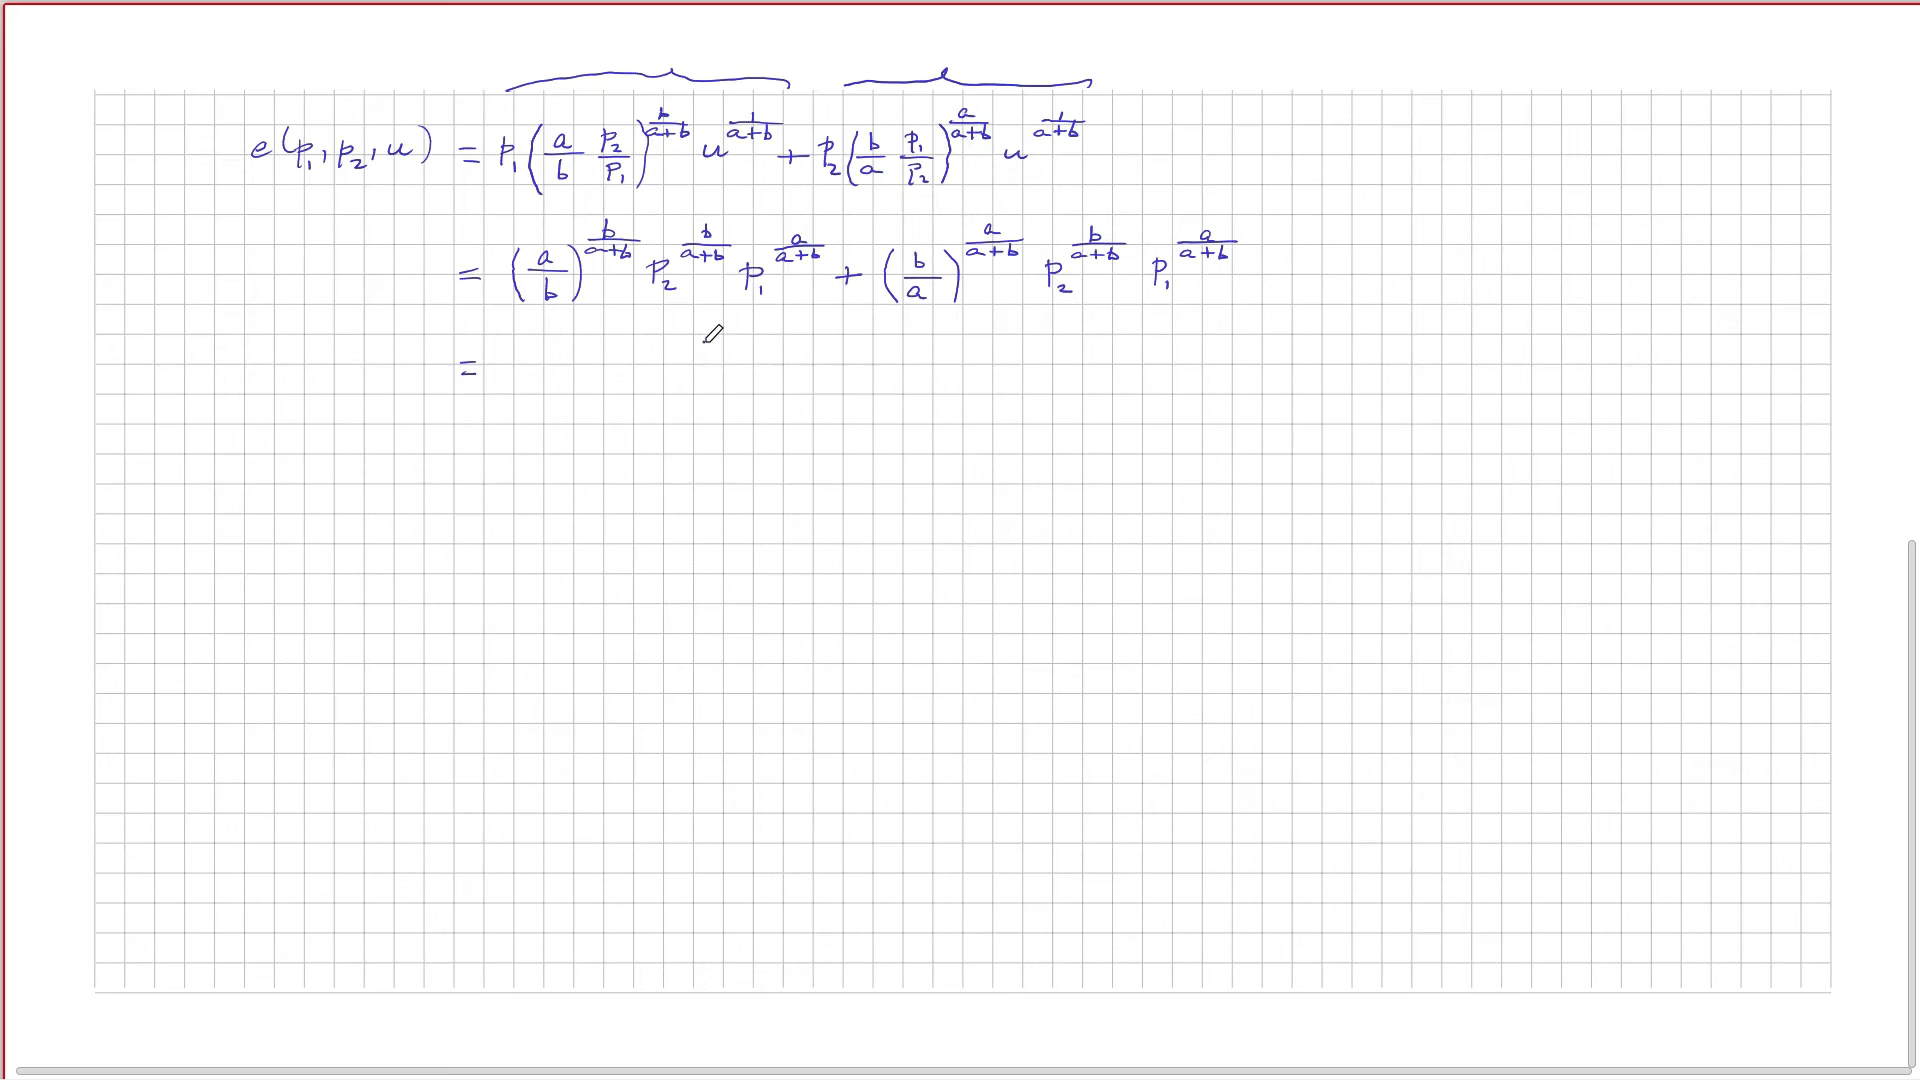 e(p₁, p₂, u) = p₁ (a/b p₂/p₁)^(b/(a+b)) u^(1/(a+b)) + p₂ (b/a p₁/p₂)^(a/(a+b)) u^(1/(a+b))
= (a/b)^(b/(a+b)) p₂^(b/(a+b)) p₁^(a/(a+b)) + (b/a)^(a/(a+b)) p₂^(b/(a+b)) p₁^(a/(a+b))
=